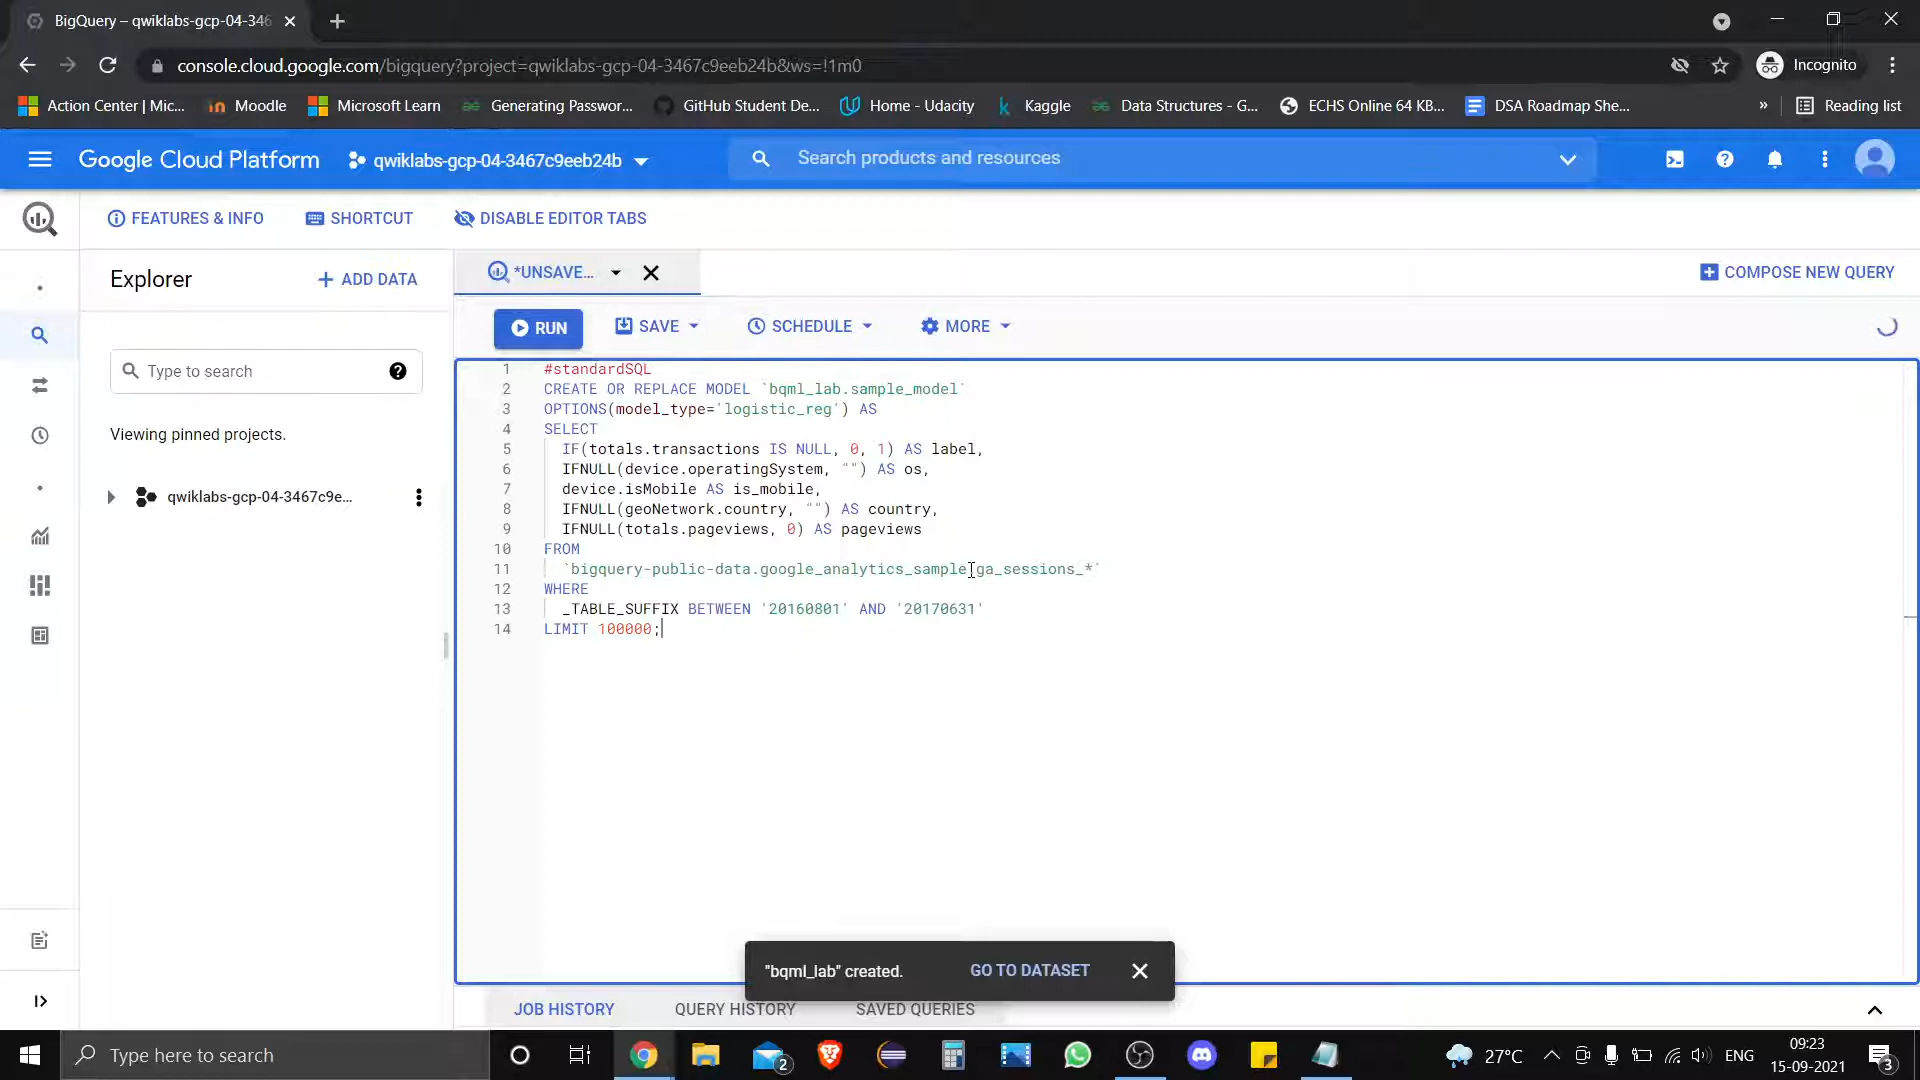 BigQuery – qwiklabs-gcp-04-346
console.cloud.google.com/bigquery?project=qwiklabs-gcp-04-3467c9eeb24b&ws=!1m0
Incognito
Action Center | Mic...
Moodle
Microsoft Learn
Generating Passwor...
GitHub Student De...
Home - Udacity
Kaggle
Data Structures - G...
ECHS Online 64 KB...
DSA Roadmap She...
»
Reading list
Google Cloud Platform
qwiklabs-gcp-04-3467c9eeb24b
Search products and resources
FEATURES & INFO
SHORTCUT
DISABLE EDITOR TABS
Explorer
+ ADD DATA
*UNSAVE...
COMPOSE NEW QUERY
RUN
SAVE
SCHEDULE
MORE
Type to search
Viewing pinned projects.
qwiklabs-gcp-04-3467c9e...
1 #standardSQL
2 CREATE OR REPLACE MODEL `bqml_lab.sample_model`
3 OPTIONS(model_type='logistic_reg') AS
4 SELECT
5 IF(totals.transactions IS NULL, 0, 1) AS label,
6 IFNULL(device.operatingSystem, "") AS os,
7 device.isMobile AS is_mobile,
8 IFNULL(geoNetwork.country, "") AS country,
9 IFNULL(totals.pageviews, 0) AS pageviews
10 FROM
11 `bigquery-public-data.google_analytics_sample.ga_sessions_*`
12 WHERE
13 _TABLE_SUFFIX BETWEEN '20160801' AND '20170631'
14 LIMIT 100000;
"bqml_lab" created.
GO TO DATASET
JOB HISTORY
QUERY HISTORY
SAVED QUERIES
Type here to search
2
27°C
ENG
09:23
15-09-2021
3